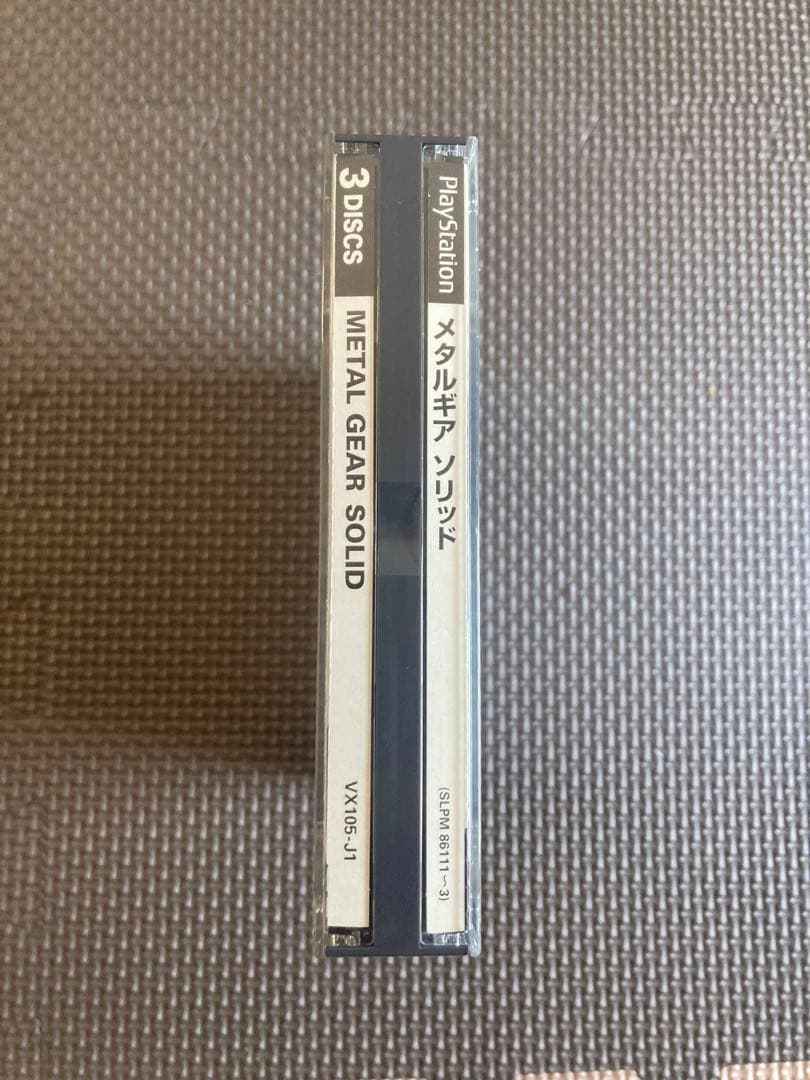 3 DISCS
METAL GEAR SOLID
VX105-J1
PlayStation
メタルギア ソリッド
(SLPM 86111〜3)